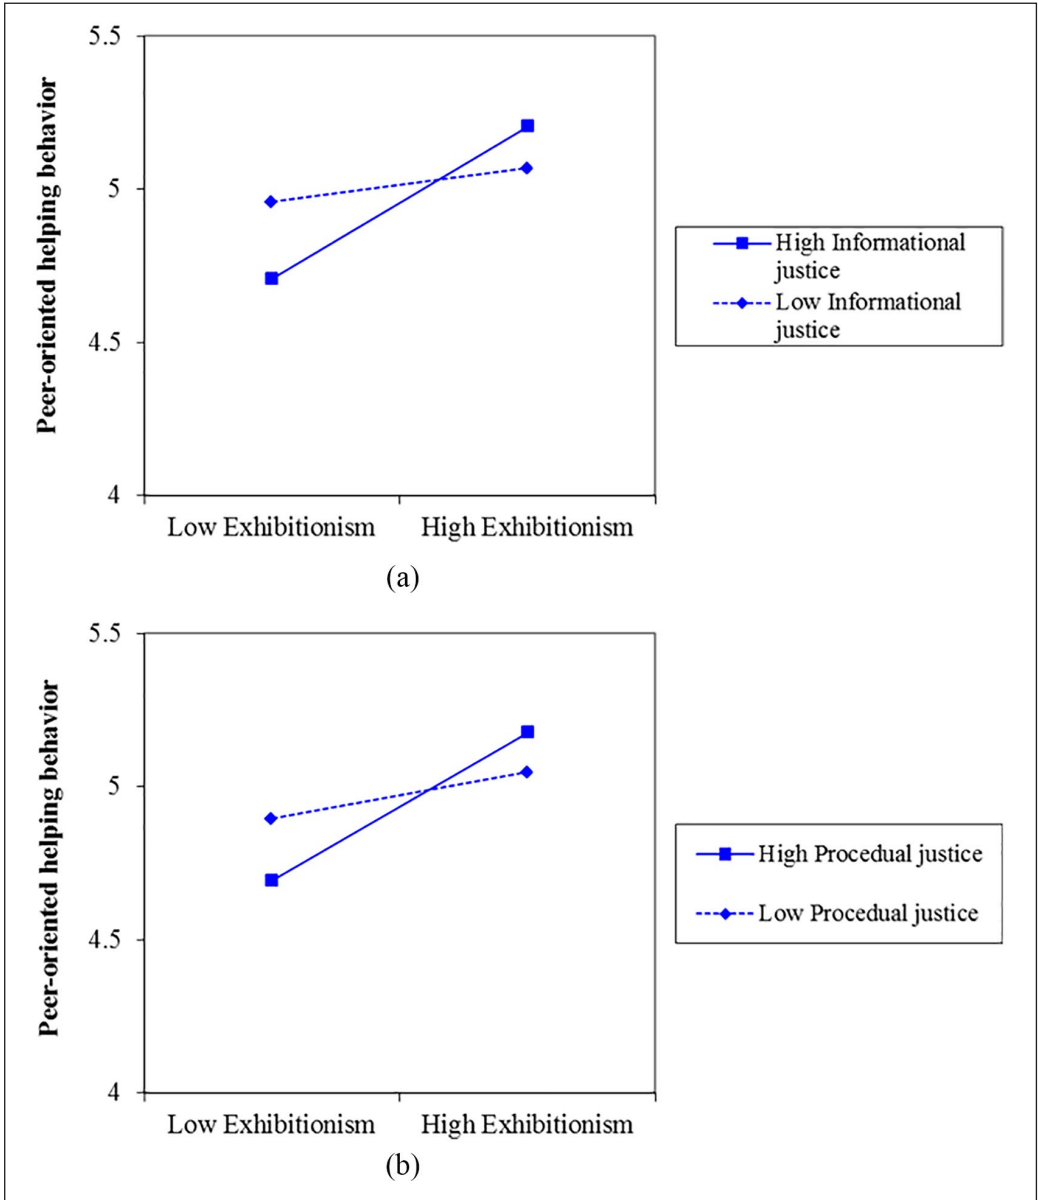 5.5
5
4.5
4
Peer-oriented helping behavior
Low Exhibitionism
High Exhibitionism
High Informational
justice
Low Informational
justice
(a)
5.5
5
4.5
4
Peer-oriented helping behavior
Low Exhibitionism
High Exhibitionism
High Procedual justice
Low Procedual justice
(b)